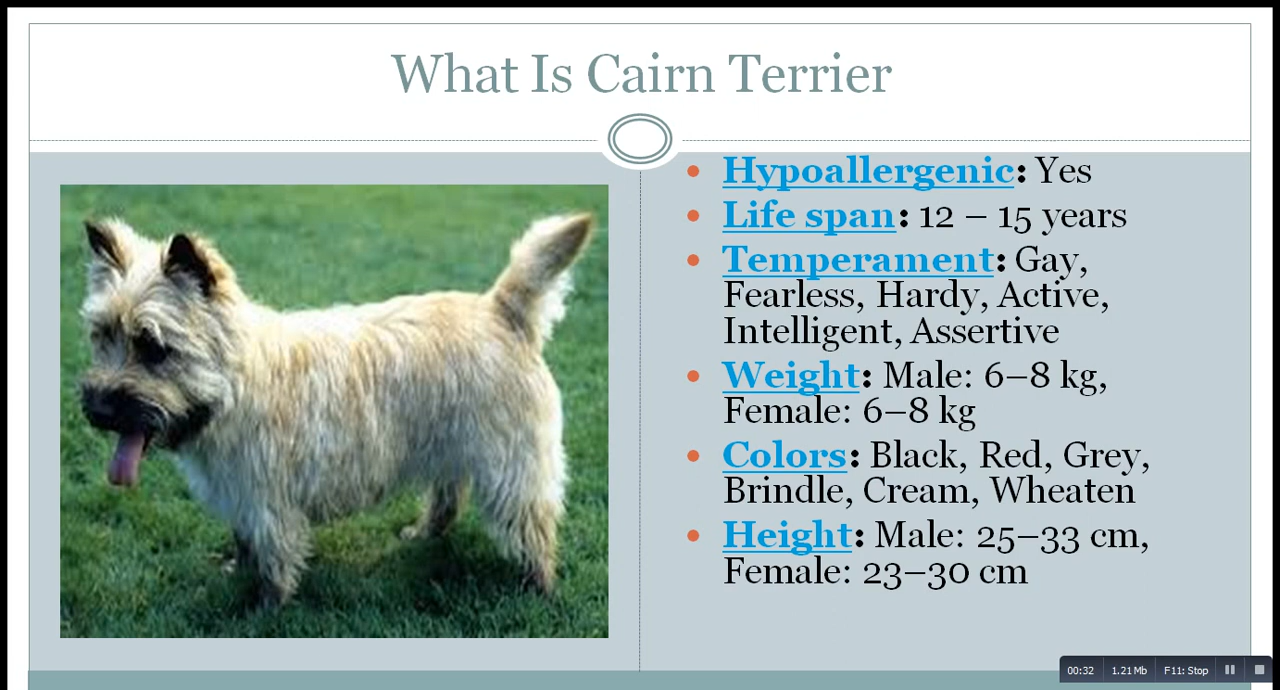 What Is Cairn Terrier
Hypoallergenic: Yes
Life span: 12 – 15 years
Temperament: Gay,
Fearless, Hardy, Active,
Intelligent, Assertive
Weight: Male: 6–8 kg,
Female: 6–8 kg
Colors: Black, Red, Grey,
Brindle, Cream, Wheaten
Height: Male: 25–33 cm,
Female: 23–30 cm
00:32 1.21 Mb F11: Stop